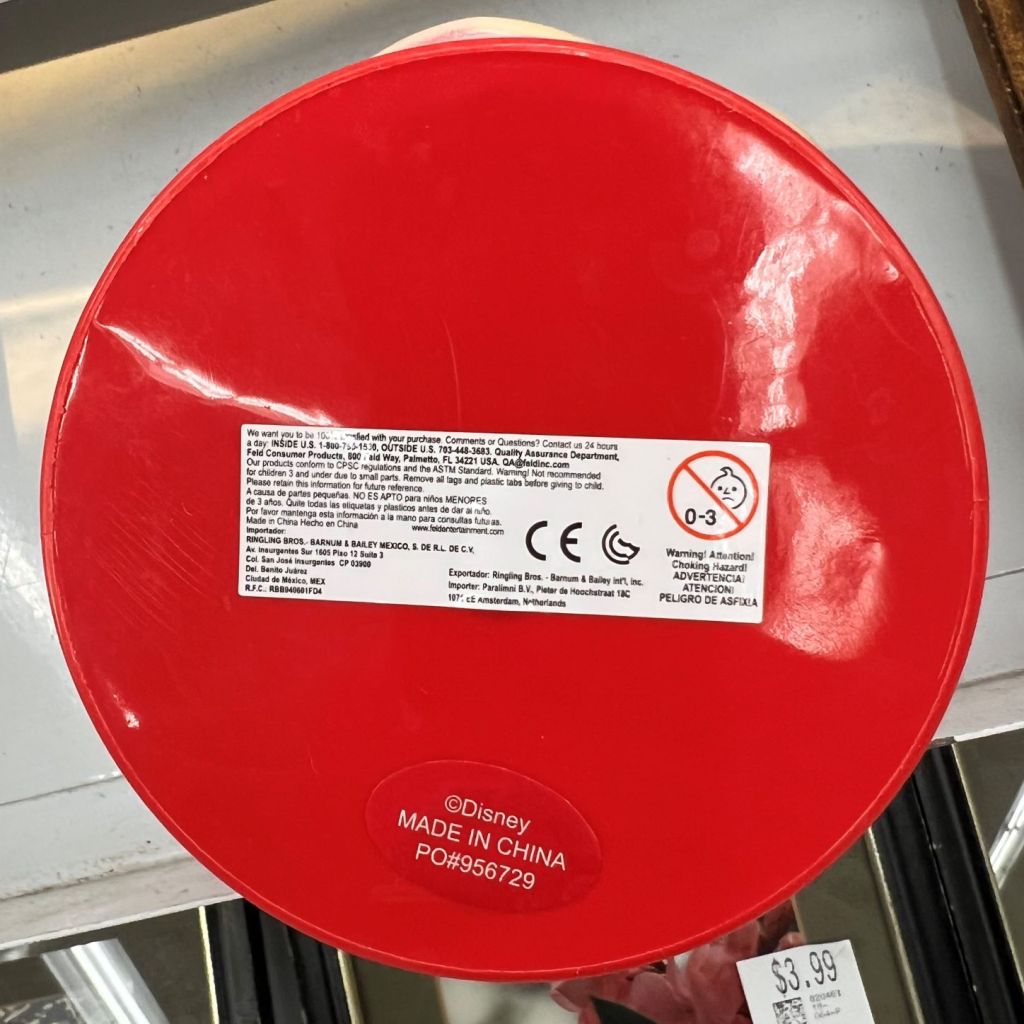 We want you to be satisfied with your purchase. Comments or Questions? Contact us 24 hours
a day: INSIDE U.S. OUTSIDE U.S. 703-448-3683. Quality Assurance Department,
Feld Consumer Products, 800 Way, Palmetto, FL 34221 USA. QA@feldinc.com
Our products conform to CPSC regulations and the ASTM Standard. Warning! Not recommended
for children 3 and under due to small parts. Remove all tags and plastic tabs before giving to child.
Please retain this information for future reference.
A causa de partes pequeñas. NO ES APTO para niños MENORES
de 3 años. Quite todas las etiquetas y plasticos antes de dar al niño.
Por favor mantenga esta información a la mano para consultas futuras.
Made in China Hecho en China
www.feldentertainment.com
Importador:
RINGLING BROS.- BARNUM & BAILEY MEXICO, S. DE R.L. DE C.V.
Av. Insurgentes Sur 1605 Piso 12 Suite 3
Col. San José Insurgentes CP 03900
Del. Benito Juárez
Ciudad de México, MEX
R.F.C.: RBB940601FD4
CE
Exportador: Ringling Bros. - Barnum & Bailey Int'l, Inc.
Importer: Paralimni B.V., Pieter de Hoochstraat 18C
Amsterdam, Netherlands
0-3
Warning! Attention!
Choking Hazard!
ADVERTENCIA!
ATENCION!
PELIGRO DE ASFIXIA
©Disney
MADE IN CHINA
PO#956729
$3.99